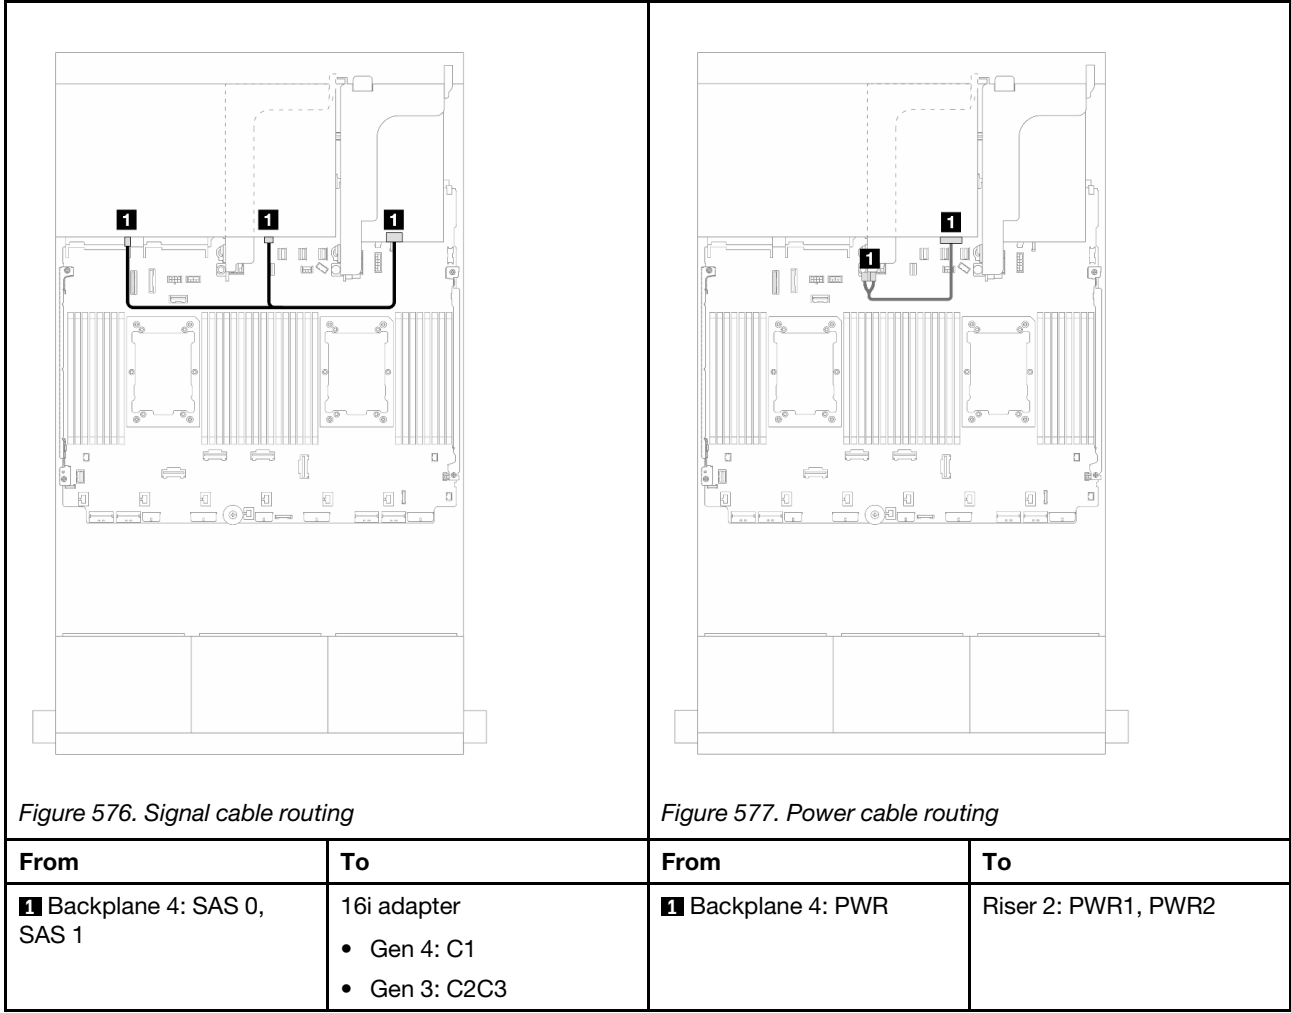 1 1 1
1
1
Figure 576. Signal cable routing
Figure 577. Power cable routing
From To From To
1 Backplane 4: SAS 0,
SAS 1
16i adapter
• Gen 4: C1
• Gen 3: C2C3
1 Backplane 4: PWR
Riser 2: PWR1, PWR2